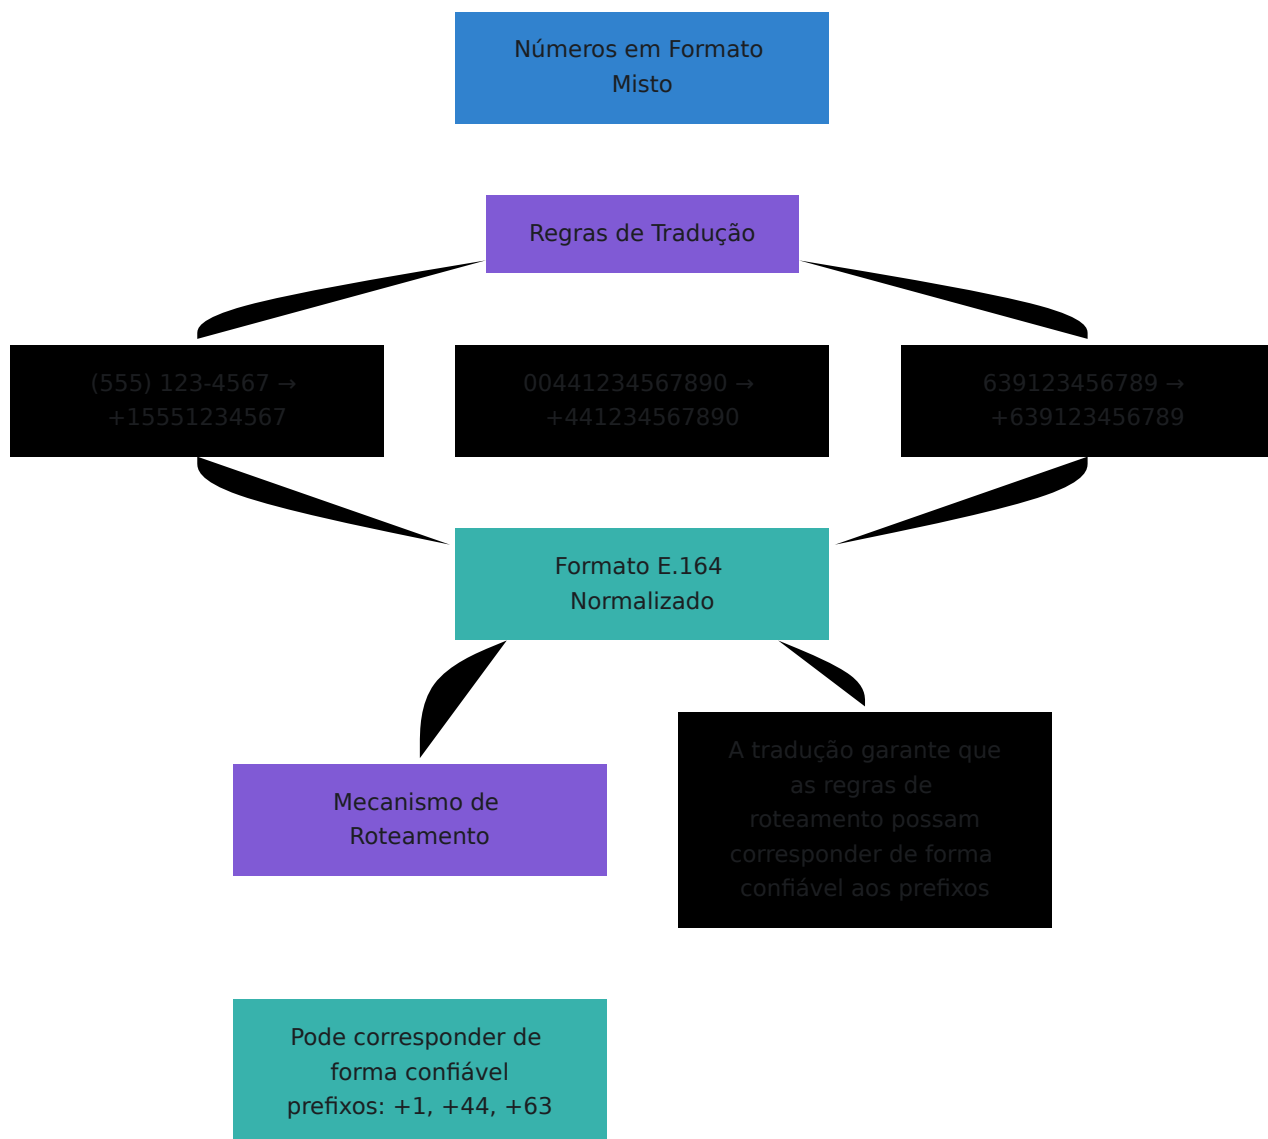 Números em Formato
Misto
Regras de Tradução
(555) 123-4567 →
+15551234567
00441234567890 →
+441234567890
639123456789 →
+639123456789
Formato E.164
Normalizado
Mecanismo de
Roteamento
A tradução garante que
as regras de
roteamento possam
corresponder de forma
confiável aos prefixos
Pode corresponder de
forma confiável
prefixos: +1, +44, +63